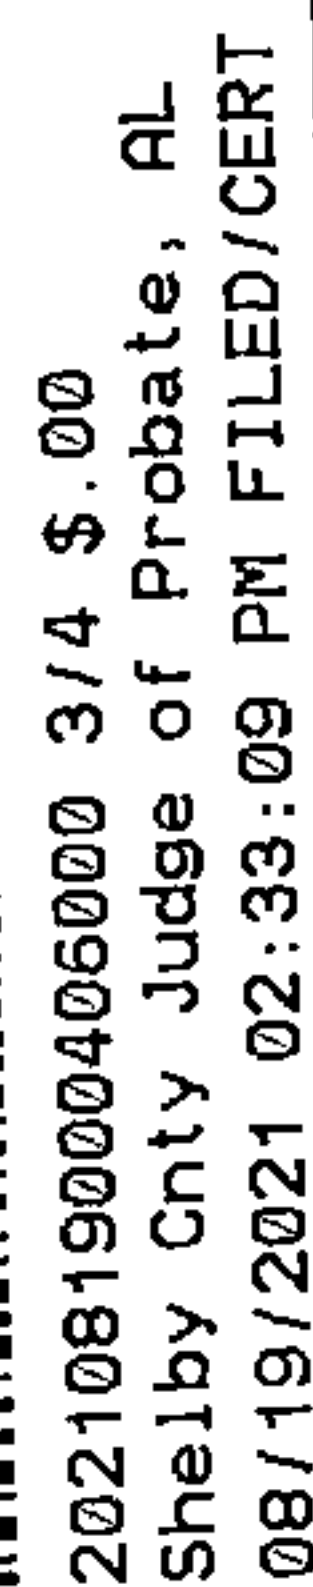 20210819000406000 3/4 $.00
Shelby Cnty Judge of Probate, AL
08/19/2021 02:33:09 PM FILED/CERT